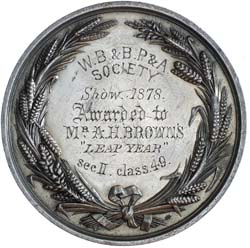 W.B.&B.P.&A
SOCIETY
Show. 1878.
Awarded to
Mr A.H.BROWN'S
"LEAP YEAR"
sec II. class.49.